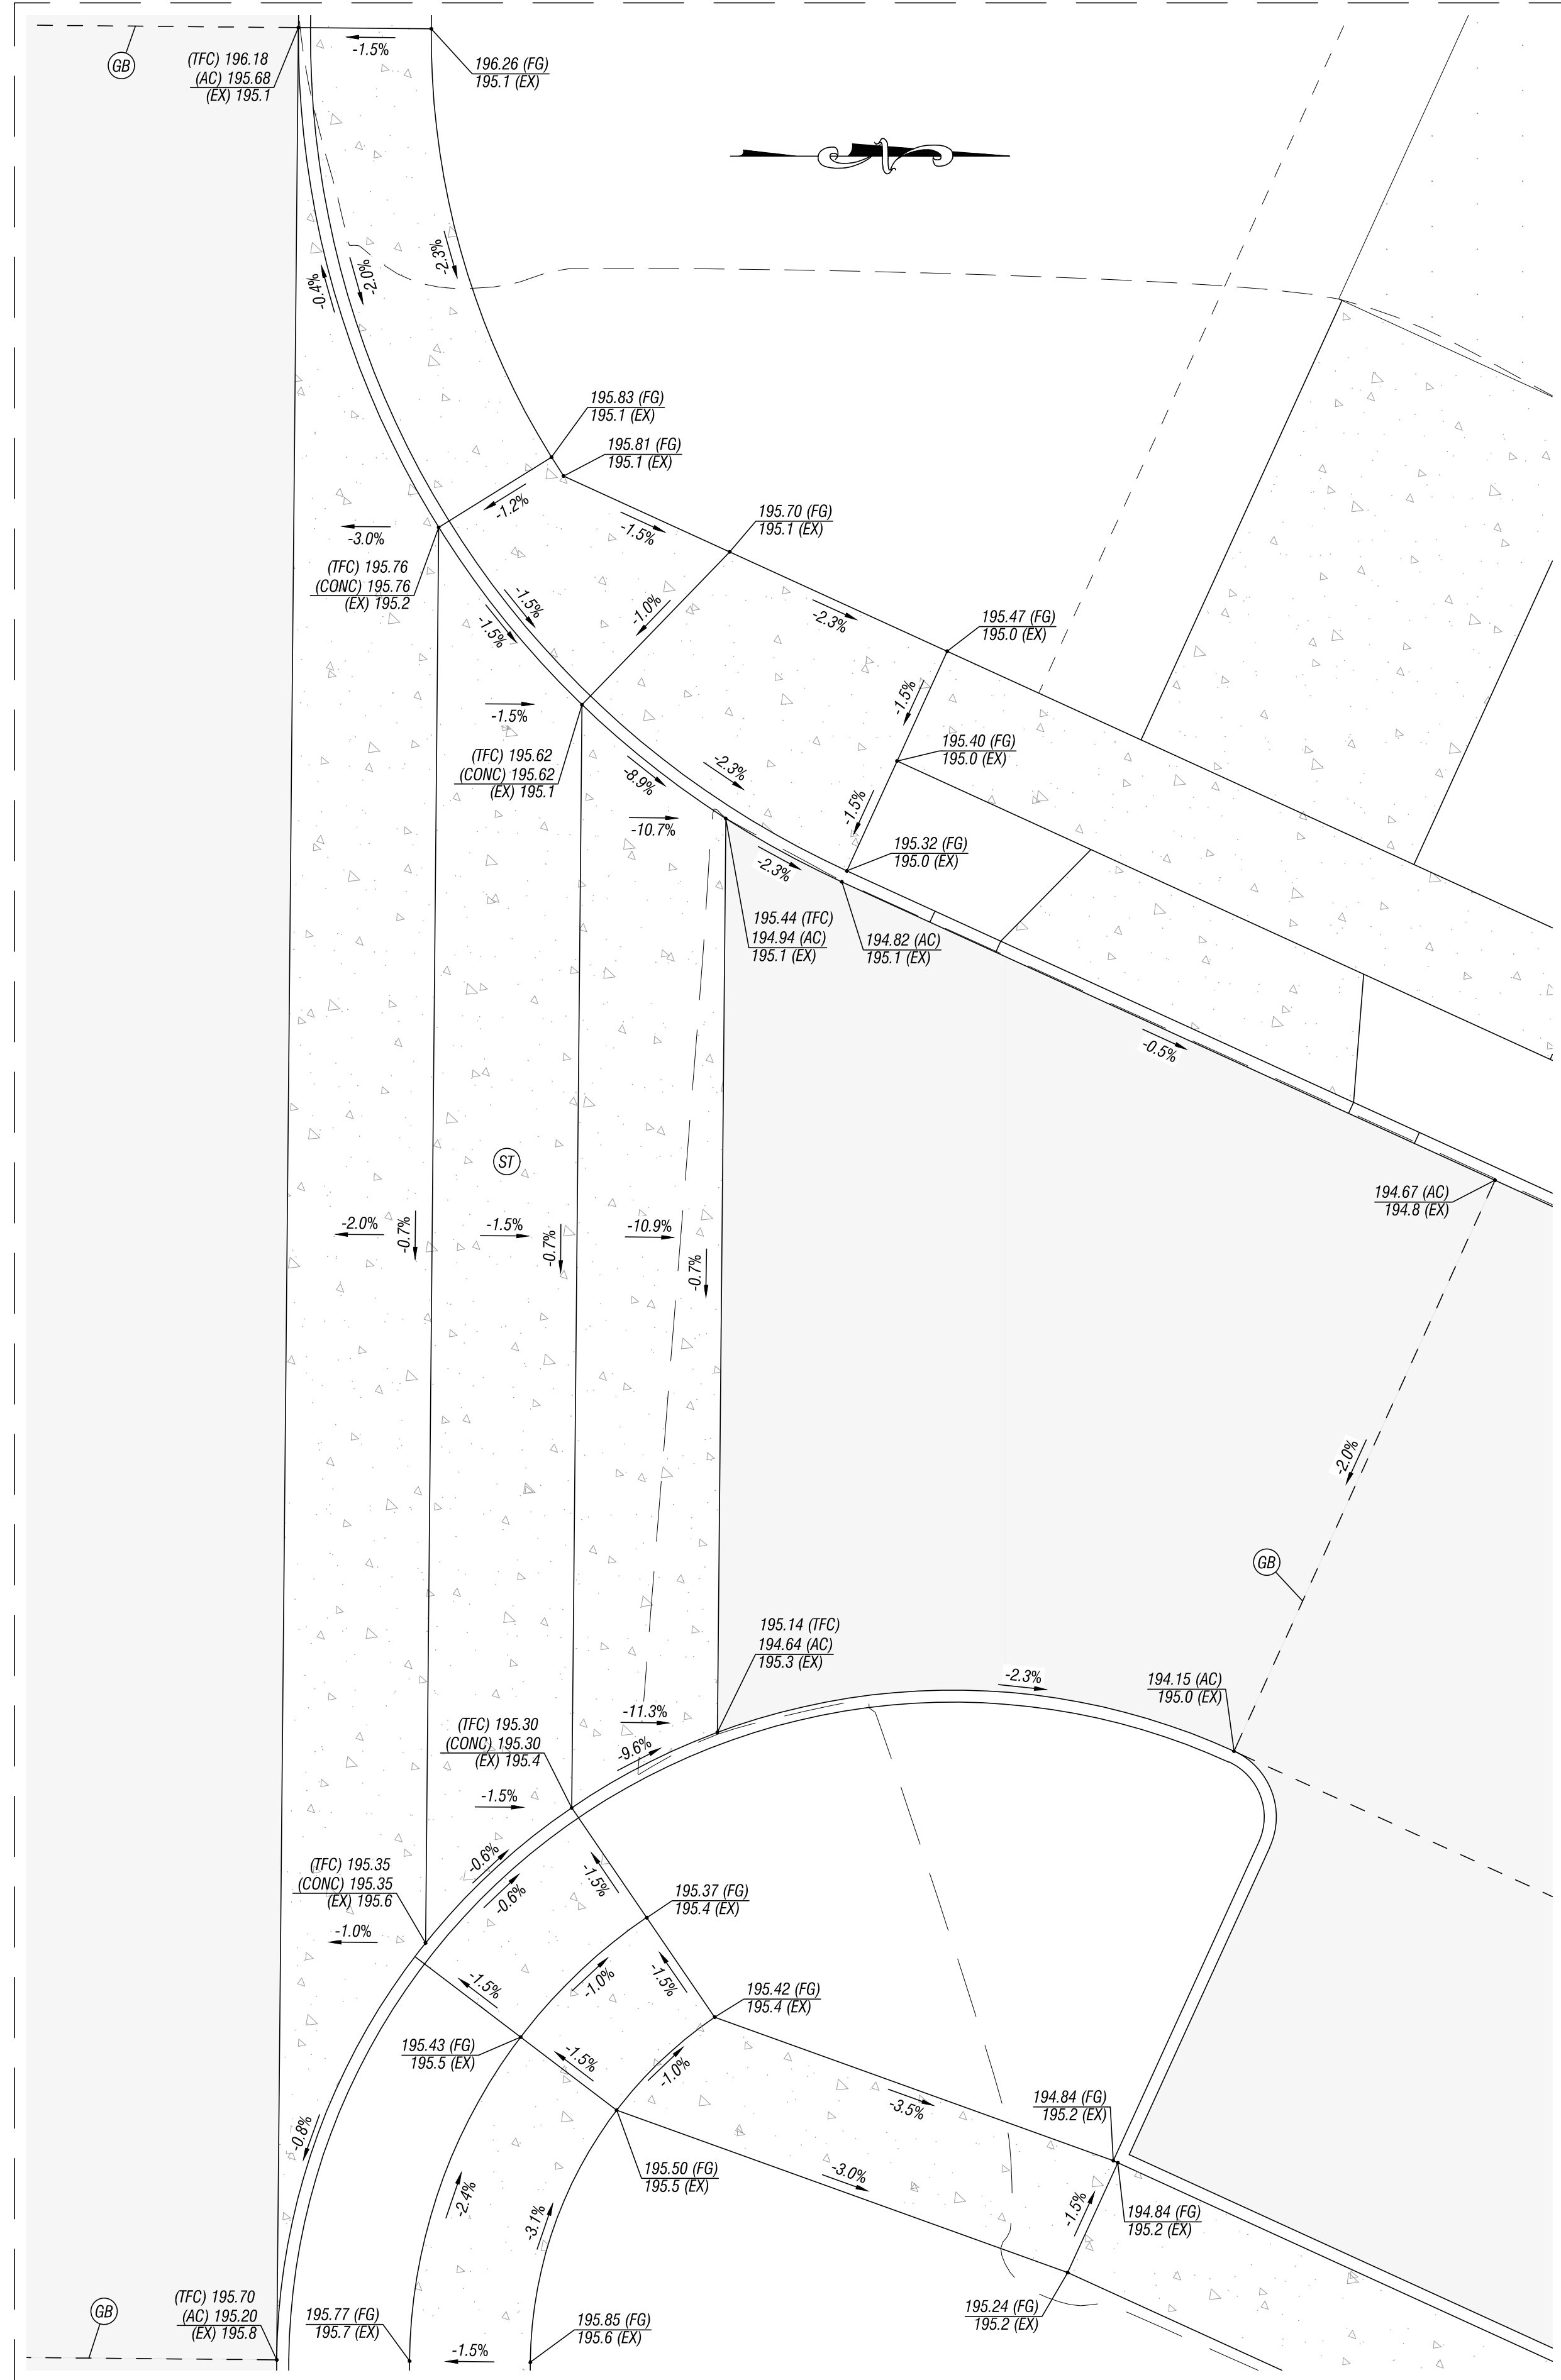 GB
(TFC) 196.18
(AC) 195.68
(EX) 195.1
-1.5%
196.26 (FG)
195.1 (EX)
-0.4%
-2.0%
-2.3%
195.83 (FG)
195.1 (EX)
195.81 (FG)
195.1 (EX)
-1.2%
-1.5%
195.70 (FG)
195.1 (EX)
-3.0%
(TFC) 195.76
(CONC) 195.76
(EX) 195.2
-1.5%
-1.5%
-1.0%
-2.3%
195.47 (FG)
195.0 (EX)
-1.5%
-1.5%
195.40 (FG)
195.0 (EX)
(TFC) 195.62
(CONC) 195.62
(EX) 195.1
-8.9%
-2.3%
-10.7%
-1.5%
195.32 (FG)
195.0 (EX)
-2.3%
195.44 (TFC)
194.94 (AC)
195.1 (EX)
194.82 (AC)
195.1 (EX)
-0.5%
ST
194.67 (AC)
194.8 (EX)
-2.0%
-0.7%
-1.5%
-0.7%
-10.9%
-0.7%
-2.0%
GB
195.14 (TFC)
194.64 (AC)
195.3 (EX)
-2.3%
194.15 (AC)
195.0 (EX)
-11.3%
(TFC) 195.30
(CONC) 195.30
(EX) 195.4
-9.6%
-1.5%
-0.6%
-0.6%
-1.5%
(TFC) 195.35
(CONC) 195.35
(EX) 195.6
195.37 (FG)
195.4 (EX)
-1.0%
-1.5%
-1.0%
-1.5%
195.42 (FG)
195.4 (EX)
195.43 (FG)
195.5 (EX)
-1.5%
-1.0%
-3.5%
194.84 (FG)
195.2 (EX)
-0.8%
195.50 (FG)
195.5 (EX)
-3.0%
-2.4%
-3.1%
-1.5%
194.84 (FG)
195.2 (EX)
GB
(TFC) 195.70
(AC) 195.20
(EX) 195.8
195.77 (FG)
195.7 (EX)
-1.5%
195.85 (FG)
195.6 (EX)
195.24 (FG)
195.2 (EX)